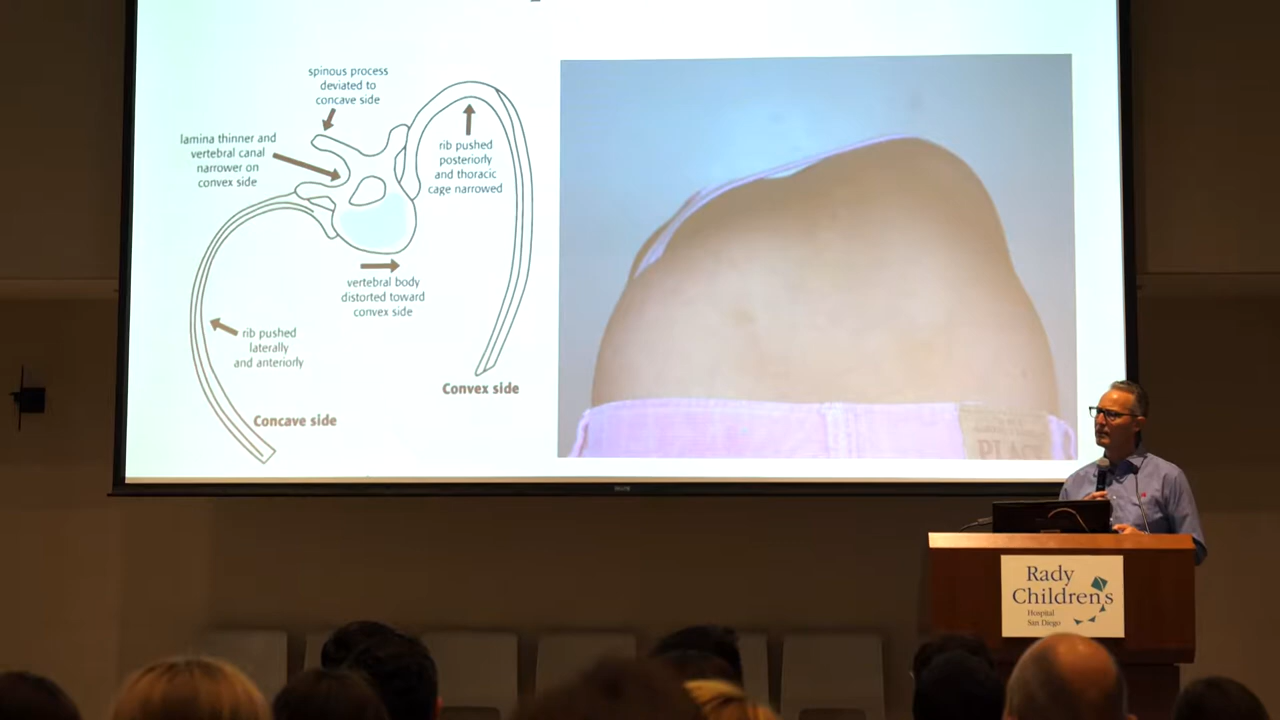 spinous process
deviated to
concave side
lamina thinner and
vertebral canal
narrower on
convex side
rib pushed
posteriorly
and thoracic
cage narrowed
vertebral body
distorted toward
convex side
rib pushed
laterally
and anteriorly
Convex side
Concave side
Rady
Children's
Hospital
San Diego